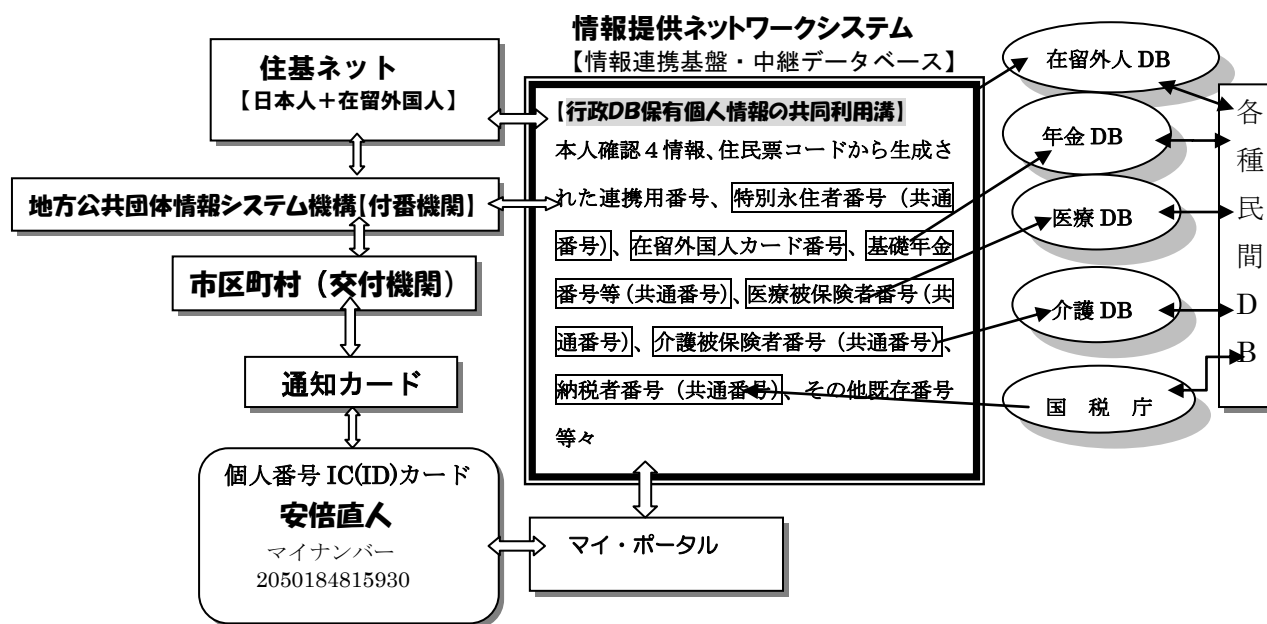 情報提供ネットワークシステム
【情報連携基盤・中継データベース】
住基ネット
【日本人＋在留外国人】
地方公共団体情報システム機構【付番機関】
市区町村（交付機関）
通知カード
個人番号 IC(ID)カード
安倍直人
マイナンバー
2050184815930
【行政DB保有個人情報の共同利用溝】
本人確認４情報、住民票コードから生成さ
れた連携用番号、特別永住者番号（共通
番号）、在留外国人カード番号、基礎年金
番号等（共通番号）、医療被保険者番号（共
通番号）、介護被保険者番号（共通番号）、
納税者番号（共通番号）、その他既存番号
等々
マイ・ポータル
在留外人 DB
年金 DB
医療 DB
介護 DB
国 税 庁
各
種
民
間
D
B